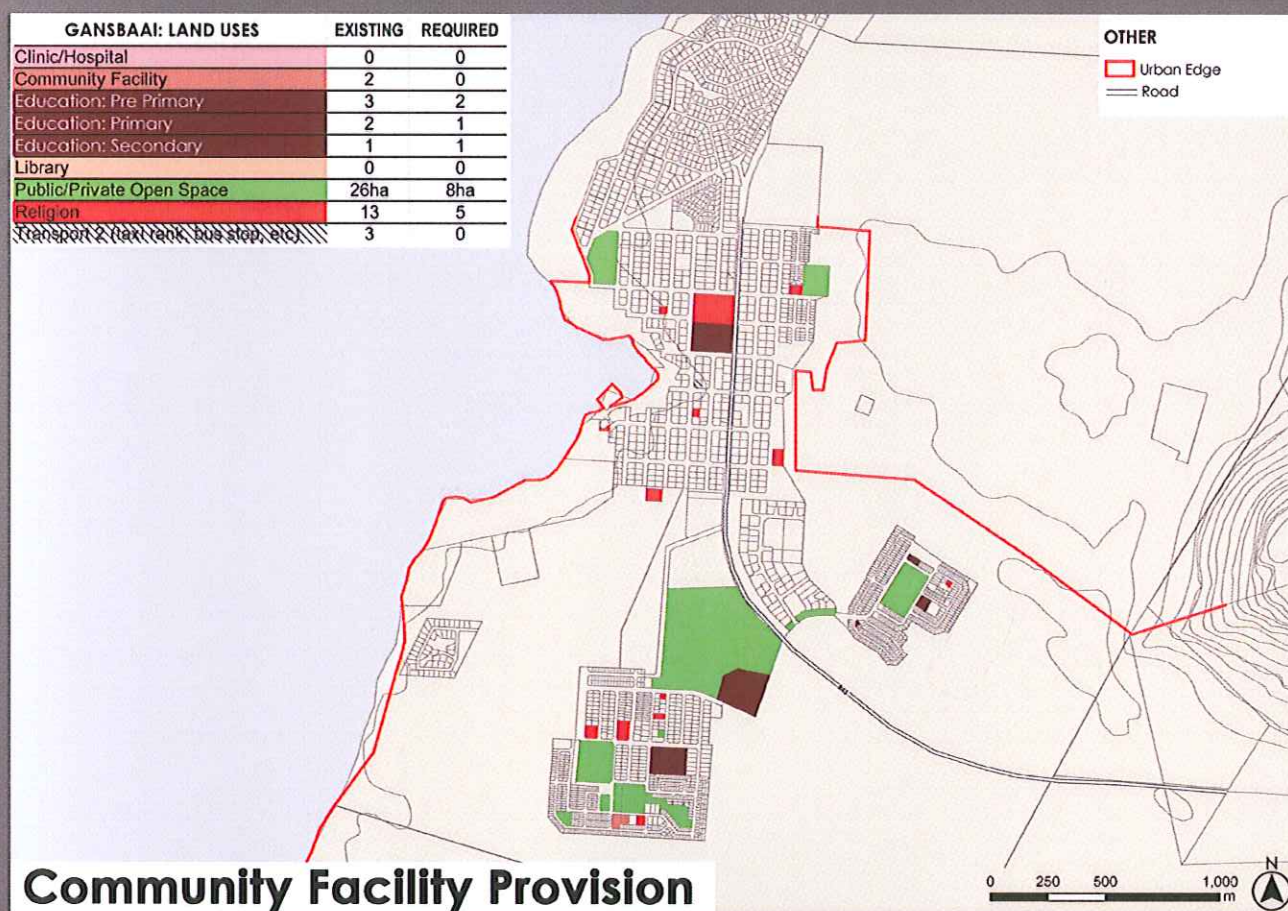 GANSBAAI: LAND USES EXISTING REQUIRED
Clinic/Hospital 0 0
Community Facility 2 0
Education: Pre Primary 3 2
Education: Primary 2 1
Education: Secondary 1 1
Library 0 0
Public/Private Open Space 26ha 8ha
Religion 13 5
Transport 2 (taxi rank, bus stop, etc) 3 0
OTHER
Urban Edge
Road
Community Facility Provision
0 250 500 1,000
m
N